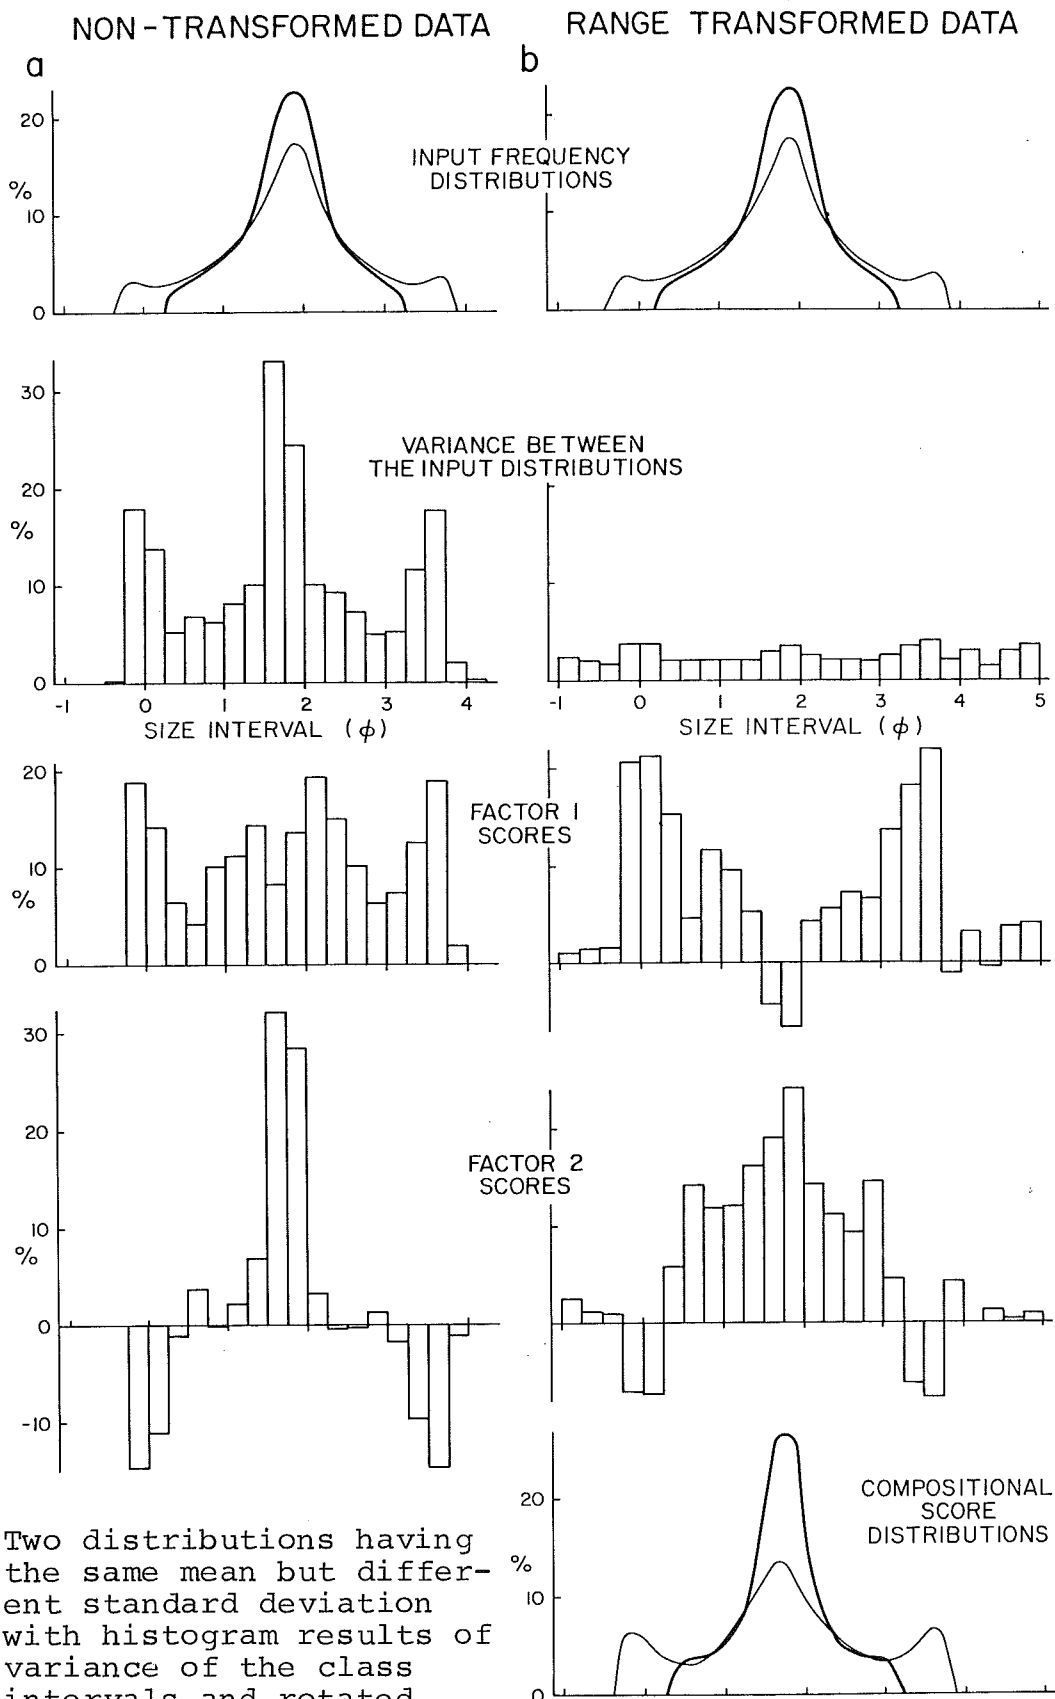 NON-TRANSFORMED DATA
RANGE TRANSFORMED DATA
a
b
20
%
10
0
INPUT FREQUENCY
DISTRIBUTIONS
30
20
%
10
0
VARIANCE BETWEEN
THE INPUT DISTRIBUTIONS
-1 0 1 2 3 4
SIZE INTERVAL (ϕ)
-1 0 1 2 3 4 5
SIZE INTERVAL (ϕ)
20
10
%
0
FACTOR 1
SCORES
30
20
10
%
0
-10
FACTOR 2
SCORES
20
%
10
0
COMPOSITIONAL
SCORE
DISTRIBUTIONS
Two distributions having
the same mean but differ-
ent standard deviation
with histogram results of
variance of the class
intervals and rotated